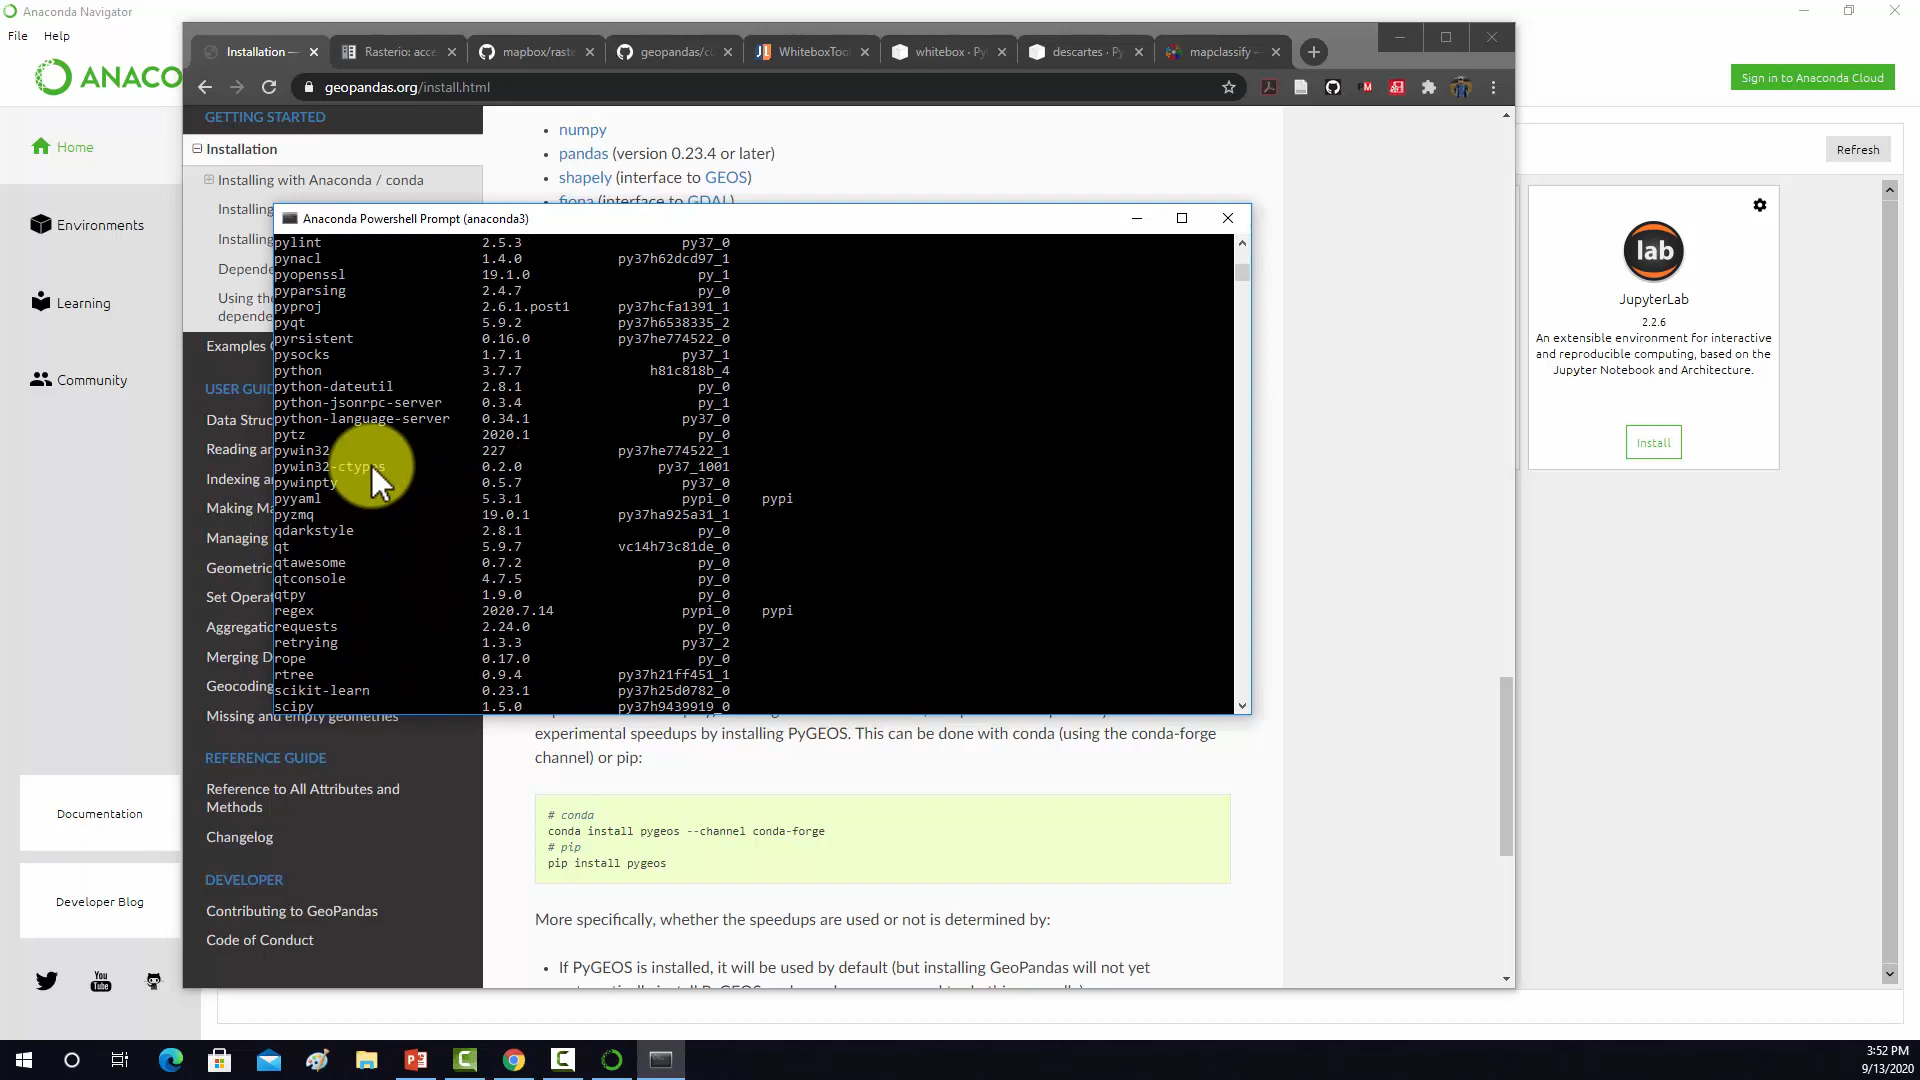 Anaconda Navigator
File Help
ANACO
Sign in to Anaconda Cloud
Home
Environments
Learning
Community
Documentation
Developer Blog
You
Tube
Refresh
lab
JupyterLab
2.2.6
An extensible environment for interactive
and reproducible computing, based on the
Jupyter Notebook and Architecture.
Install
Installation —
Rasterio: acce
mapbox/raste
geopandas/
WhiteboxToo
whitebox · Py
descartes · Py
mapclassify —
geopandas.org/install.html
GETTING STARTED
Installation
Installing with Anaconda / conda
Installing
Installing
Depende
Using the
depende
Examples
USER GUID
Data Struc
Reading an
Indexing a
Making Ma
Managing
Geometric
Set Operat
Aggregatio
Merging D
Geocoding
Missing and empty geometries
REFERENCE GUIDE
Reference to All Attributes and
Methods
Changelog
DEVELOPER
Contributing to GeoPandas
Code of Conduct
numpy
pandas (version 0.23.4 or later)
shapely (interface to GEOS)
fiona (interface to GDAL)
Anaconda Powershell Prompt (anaconda3)
pylint 2.5.3 py37_0
pynacl 1.4.0 py37h62dcd97_1
pyopenssl 19.1.0 py_1
pyparsing 2.4.7 py_0
pyproj 2.6.1.post1 py37hcfa1391_1
pyqt 5.9.2 py37h6538335_2
pyrsistent 0.16.0 py37he774522_0
pysocks 1.7.1 py37_1
python 3.7.7 h81c818b_4
python-dateutil 2.8.1 py_0
python-jsonrpc-server 0.3.4 py_1
python-language-server 0.34.1 py37_0
pytz 2020.1 py_0
pywin32 227 py37he774522_1
pywin32-ctypes 0.2.0 py37_1001
pywinpty 0.5.7 py37_0
pyyaml 5.3.1 pypi_0 pypi
pyzmq 19.0.1 py37ha925a31_1
qdarkstyle 2.8.1 py_0
qt 5.9.7 vc14h73c81de_0
qtawesome 0.7.2 py_0
qtconsole 4.7.5 py_0
qtpy 1.9.0 py_0
regex 2020.7.14 pypi_0 pypi
requests 2.24.0 py_0
retrying 1.3.3 py37_2
rope 0.17.0 py_0
rtree 0.9.4 py37h21ff451_1
scikit-learn 0.23.1 py37h25d0782_0
scipy 1.5.0 py37h9439919_0
experimental speedups by installing PyGEOS. This can be done with conda (using the conda-forge
channel) or pip:
# conda
conda install pygeos --channel conda-forge
# pip
pip install pygeos
More specifically, whether the speedups are used or not is determined by:
If PyGEOS is installed, it will be used by default (but installing GeoPandas will not yet
3:52 PM
9/13/2020